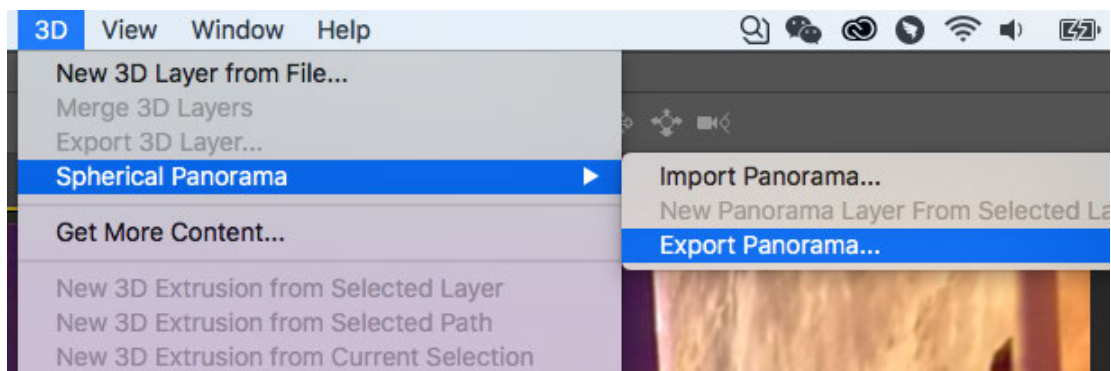 3D View Window Help
New 3D Layer from File...
Merge 3D Layers
Export 3D Layer...
Spherical Panorama
Import Panorama...
New Panorama Layer From Selected La
Export Panorama...
Get More Content...
New 3D Extrusion from Selected Layer
New 3D Extrusion from Selected Path
New 3D Extrusion from Current Selection